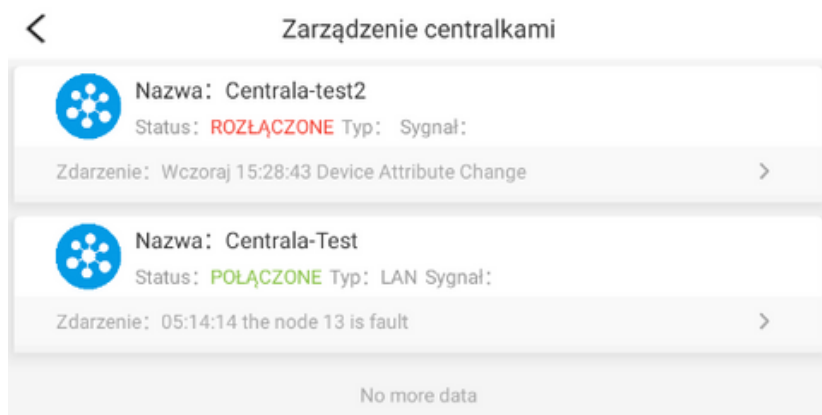 Zarządzenie centralkami
Nazwa: Centrala-test2
Status: ROZŁĄCZONE Typ: Sygnał:
Zdarzenie: Wczoraj 15:28:43 Device Attribute Change
Nazwa: Centrala-Test
Status: POŁĄCZONE Typ: LAN Sygnał:
Zdarzenie: 05:14:14 the node 13 is fault
No more data